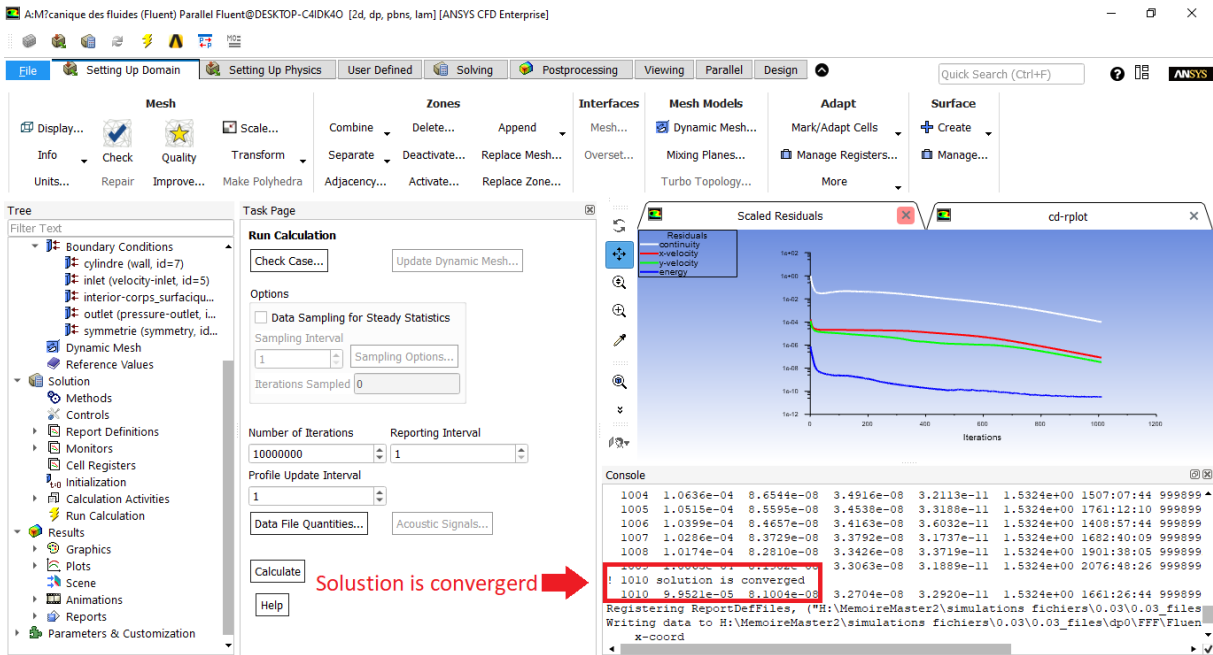 A:M?canique des fluides (Fluent) Parallel Fluent@DESKTOP-C4IDK4O [2d, dp, pbns, lam] [ANSYS CFD Enterprise]
File Setting Up Domain Setting Up Physics User Defined Solving Postprocessing Viewing Parallel Design Quick Search (Ctrl+F) ANSYS
Mesh Zones Interfaces Mesh Models Adapt Surface
Display... Scale... Combine Delete... Append Mesh... Dynamic Mesh... Mark/Adapt Cells Create
Info Check Quality Transform Separate Deactivate... Replace Mesh... Overset... Mixing Planes... Manage Registers... Manage...
Units... Repair Improve... Make Polyhedra Adjacency... Activate... Replace Zone... Turbo Topology... More
Tree
Filter Text
Boundary Conditions
cylindre (wall, id=7)
inlet (velocity-inlet, id=5)
interior-corps_surfaciqu...
outlet (pressure-outlet, i...
symmetrie (symmetry, id...
Dynamic Mesh
Reference Values
Solution
Methods
Controls
Report Definitions
Monitors
Cell Registers
Initialization
Calculation Activities
Run Calculation
Results
Graphics
Plots
Scene
Animations
Reports
Parameters & Customization
Task Page
Run Calculation
Check Case... Update Dynamic Mesh...
Options
Data Sampling for Steady Statistics
Sampling Interval
1 Sampling Options...
Iterations Sampled 0
Number of Iterations Reporting Interval
10000000 1
Profile Update Interval
1
Data File Quantities... Acoustic Signals...
Calculate
Help
Solustion is convergerd
Scaled Residuals cd-rplot
Residuals
continuity
x-velocity
y-velocity
energy
1e+02
1e+00
1e-02
1e-04
1e-06
1e-08
1e-10
1e-12
0 200 400 600 800 1000 1200
Iterations
Console
1004 1.0636e-04 8.6544e-08 3.4916e-08 3.2113e-11 1.5324e+00 1507:07:44 999899
1005 1.0515e-04 8.5595e-08 3.4538e-08 3.3188e-11 1.5324e+00 1761:12:10 999899
1006 1.0399e-04 8.4657e-08 3.4163e-08 3.6032e-11 1.5324e+00 1408:57:44 999899
1007 1.0286e-04 8.3729e-08 3.3792e-08 3.1737e-11 1.5324e+00 1682:40:09 999899
1008 1.0174e-04 8.2810e-08 3.3426e-08 3.3719e-11 1.5324e+00 1901:38:05 999899
3.3063e-08 3.1889e-11 1.5324e+00 2076:48:26 999899
! 1010 solution is converged
1010 9.9521e-05 8.1004e-08 3.2704e-08 3.2920e-11 1.5324e+00 1661:26:44 999899
Registering ReportDefFiles, ("H:\MemoireMaster2\simulations fichiers\0.03\0.03_files
Writing data to H:\MemoireMaster2\simulations fichiers\0.03\0.03_files\dp0\FFF\Fluen
x-coord